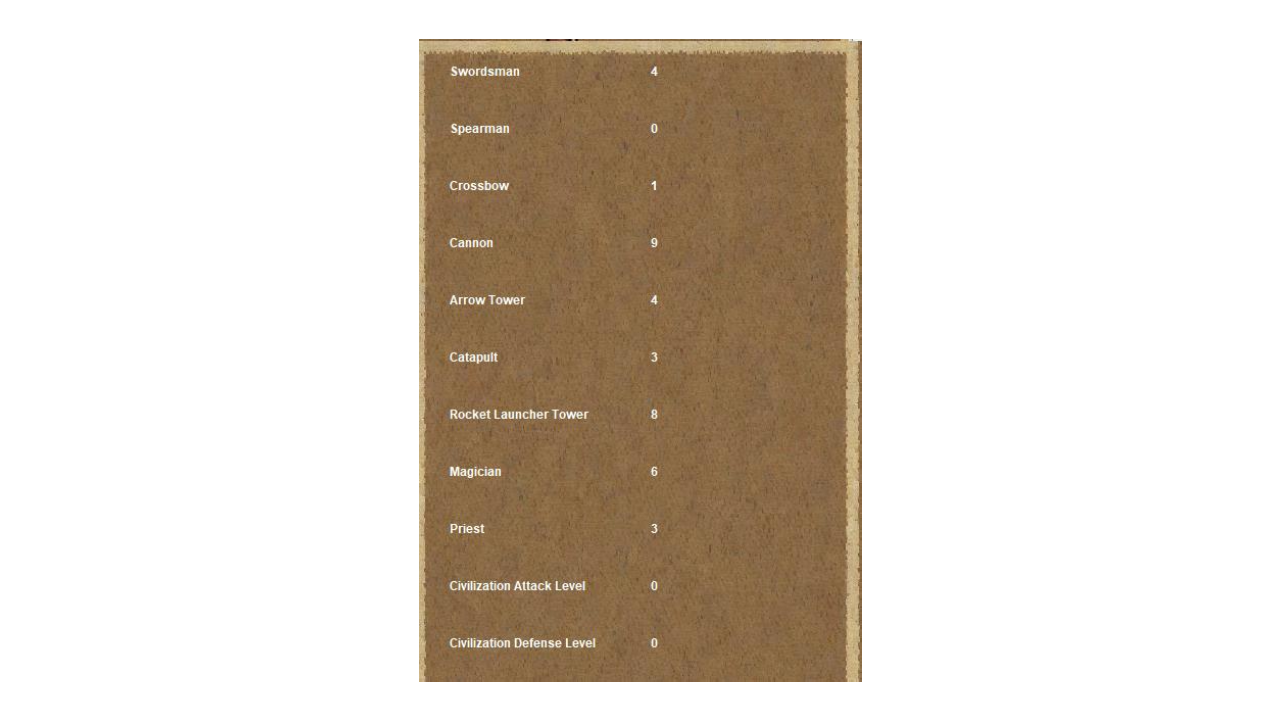 Swordsman 4
Spearman 0
Crossbow 1
Cannon 9
Arrow Tower 4
Catapult 3
Rocket Launcher Tower 8
Magician 6
Priest 3
Civilization Attack Level 0
Civilization Defense Level 0